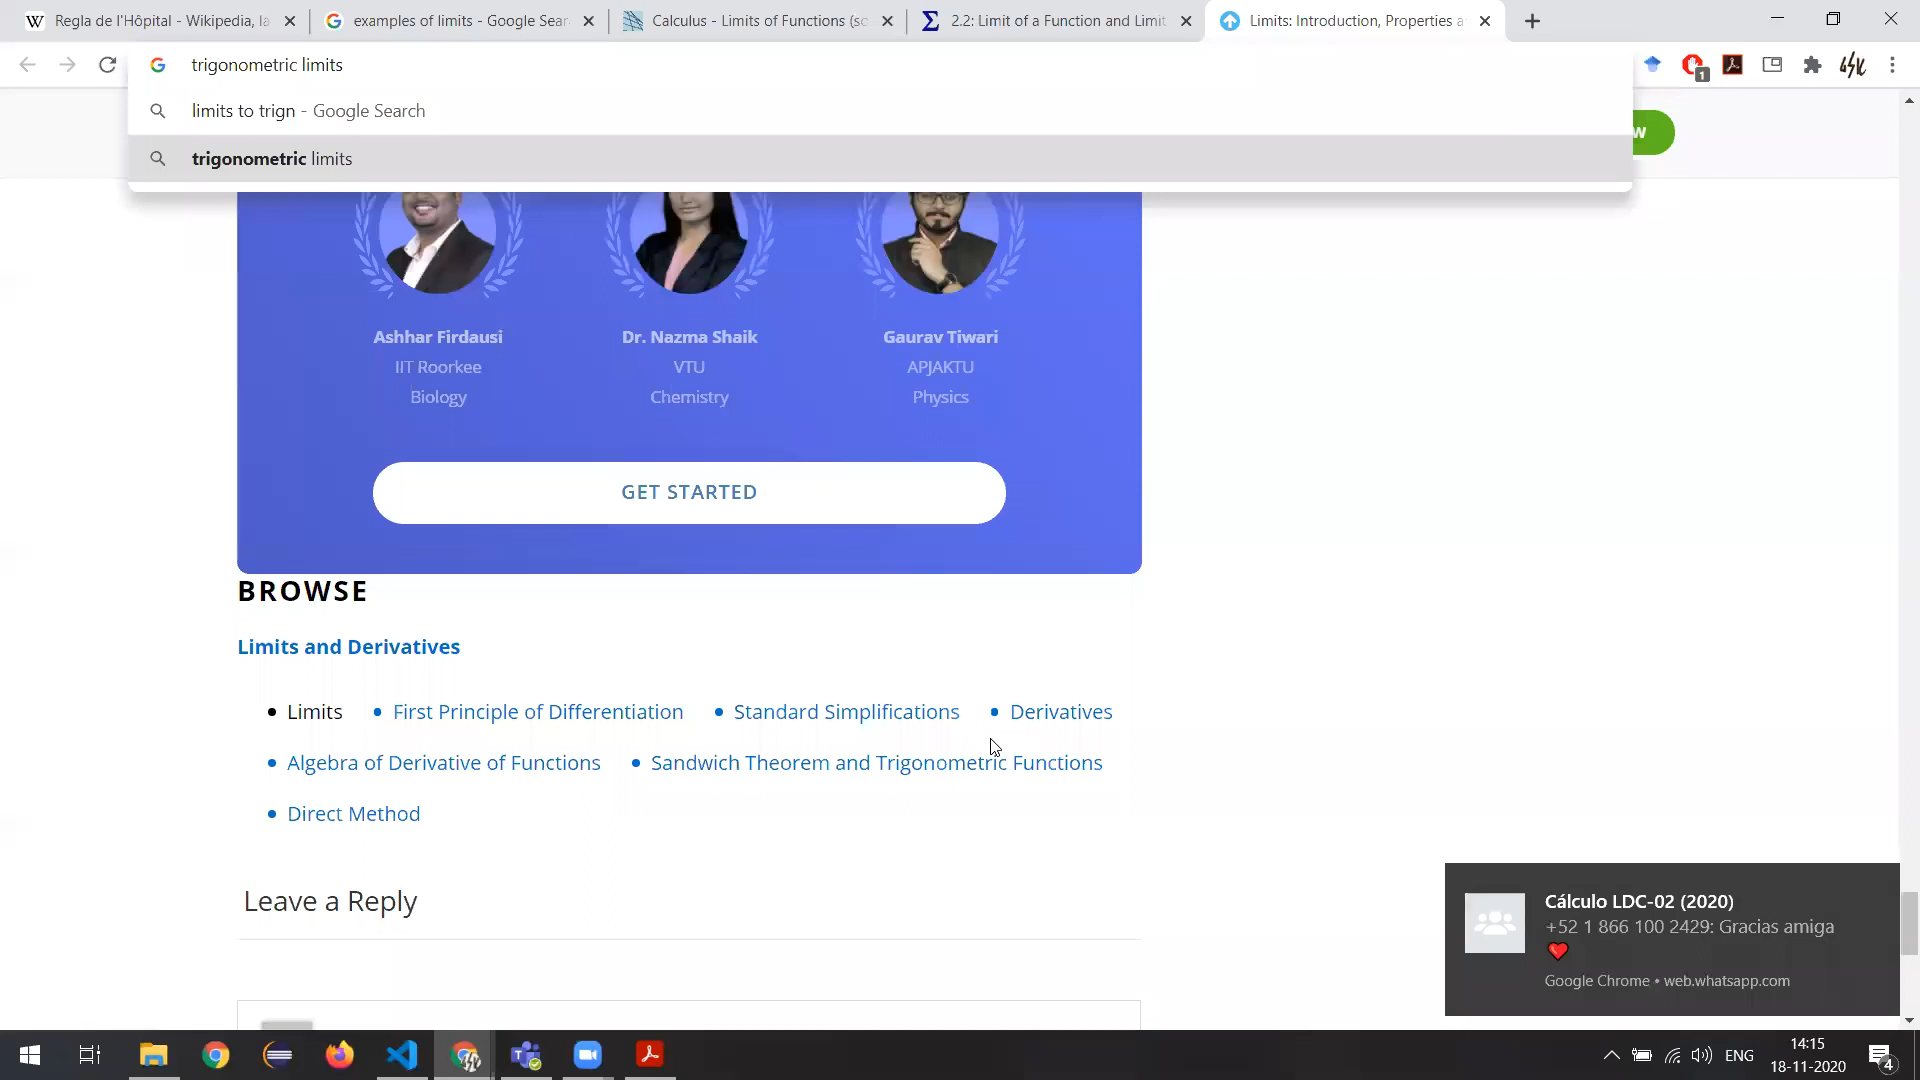 Regla de l'Hôpital - Wikipedia, la
examples of limits - Google Sear
Calculus - Limits of Functions (so
2.2: Limit of a Function and Limit
Limits: Introduction, Properties a
trigonometric limits
1
limits to trign - Google Search
W
trigonometric limits
Ashhar Firdausi
Dr. Nazma Shaik
Gaurav Tiwari
IIT Roorkee
VTU
APJAKTU
Biology
Chemistry
Physics
GET STARTED
BROWSE
Limits and Derivatives
Limits
First Principle of Differentiation
Standard Simplifications
Derivatives
Algebra of Derivative of Functions
Sandwich Theorem and Trigonometric Functions
Direct Method
Leave a Reply
Cálculo LDC-02 (2020)
+52 1 866 100 2429: Gracias amiga
❤️
Google Chrome • web.whatsapp.com
ENG
14:15
18-11-2020
4